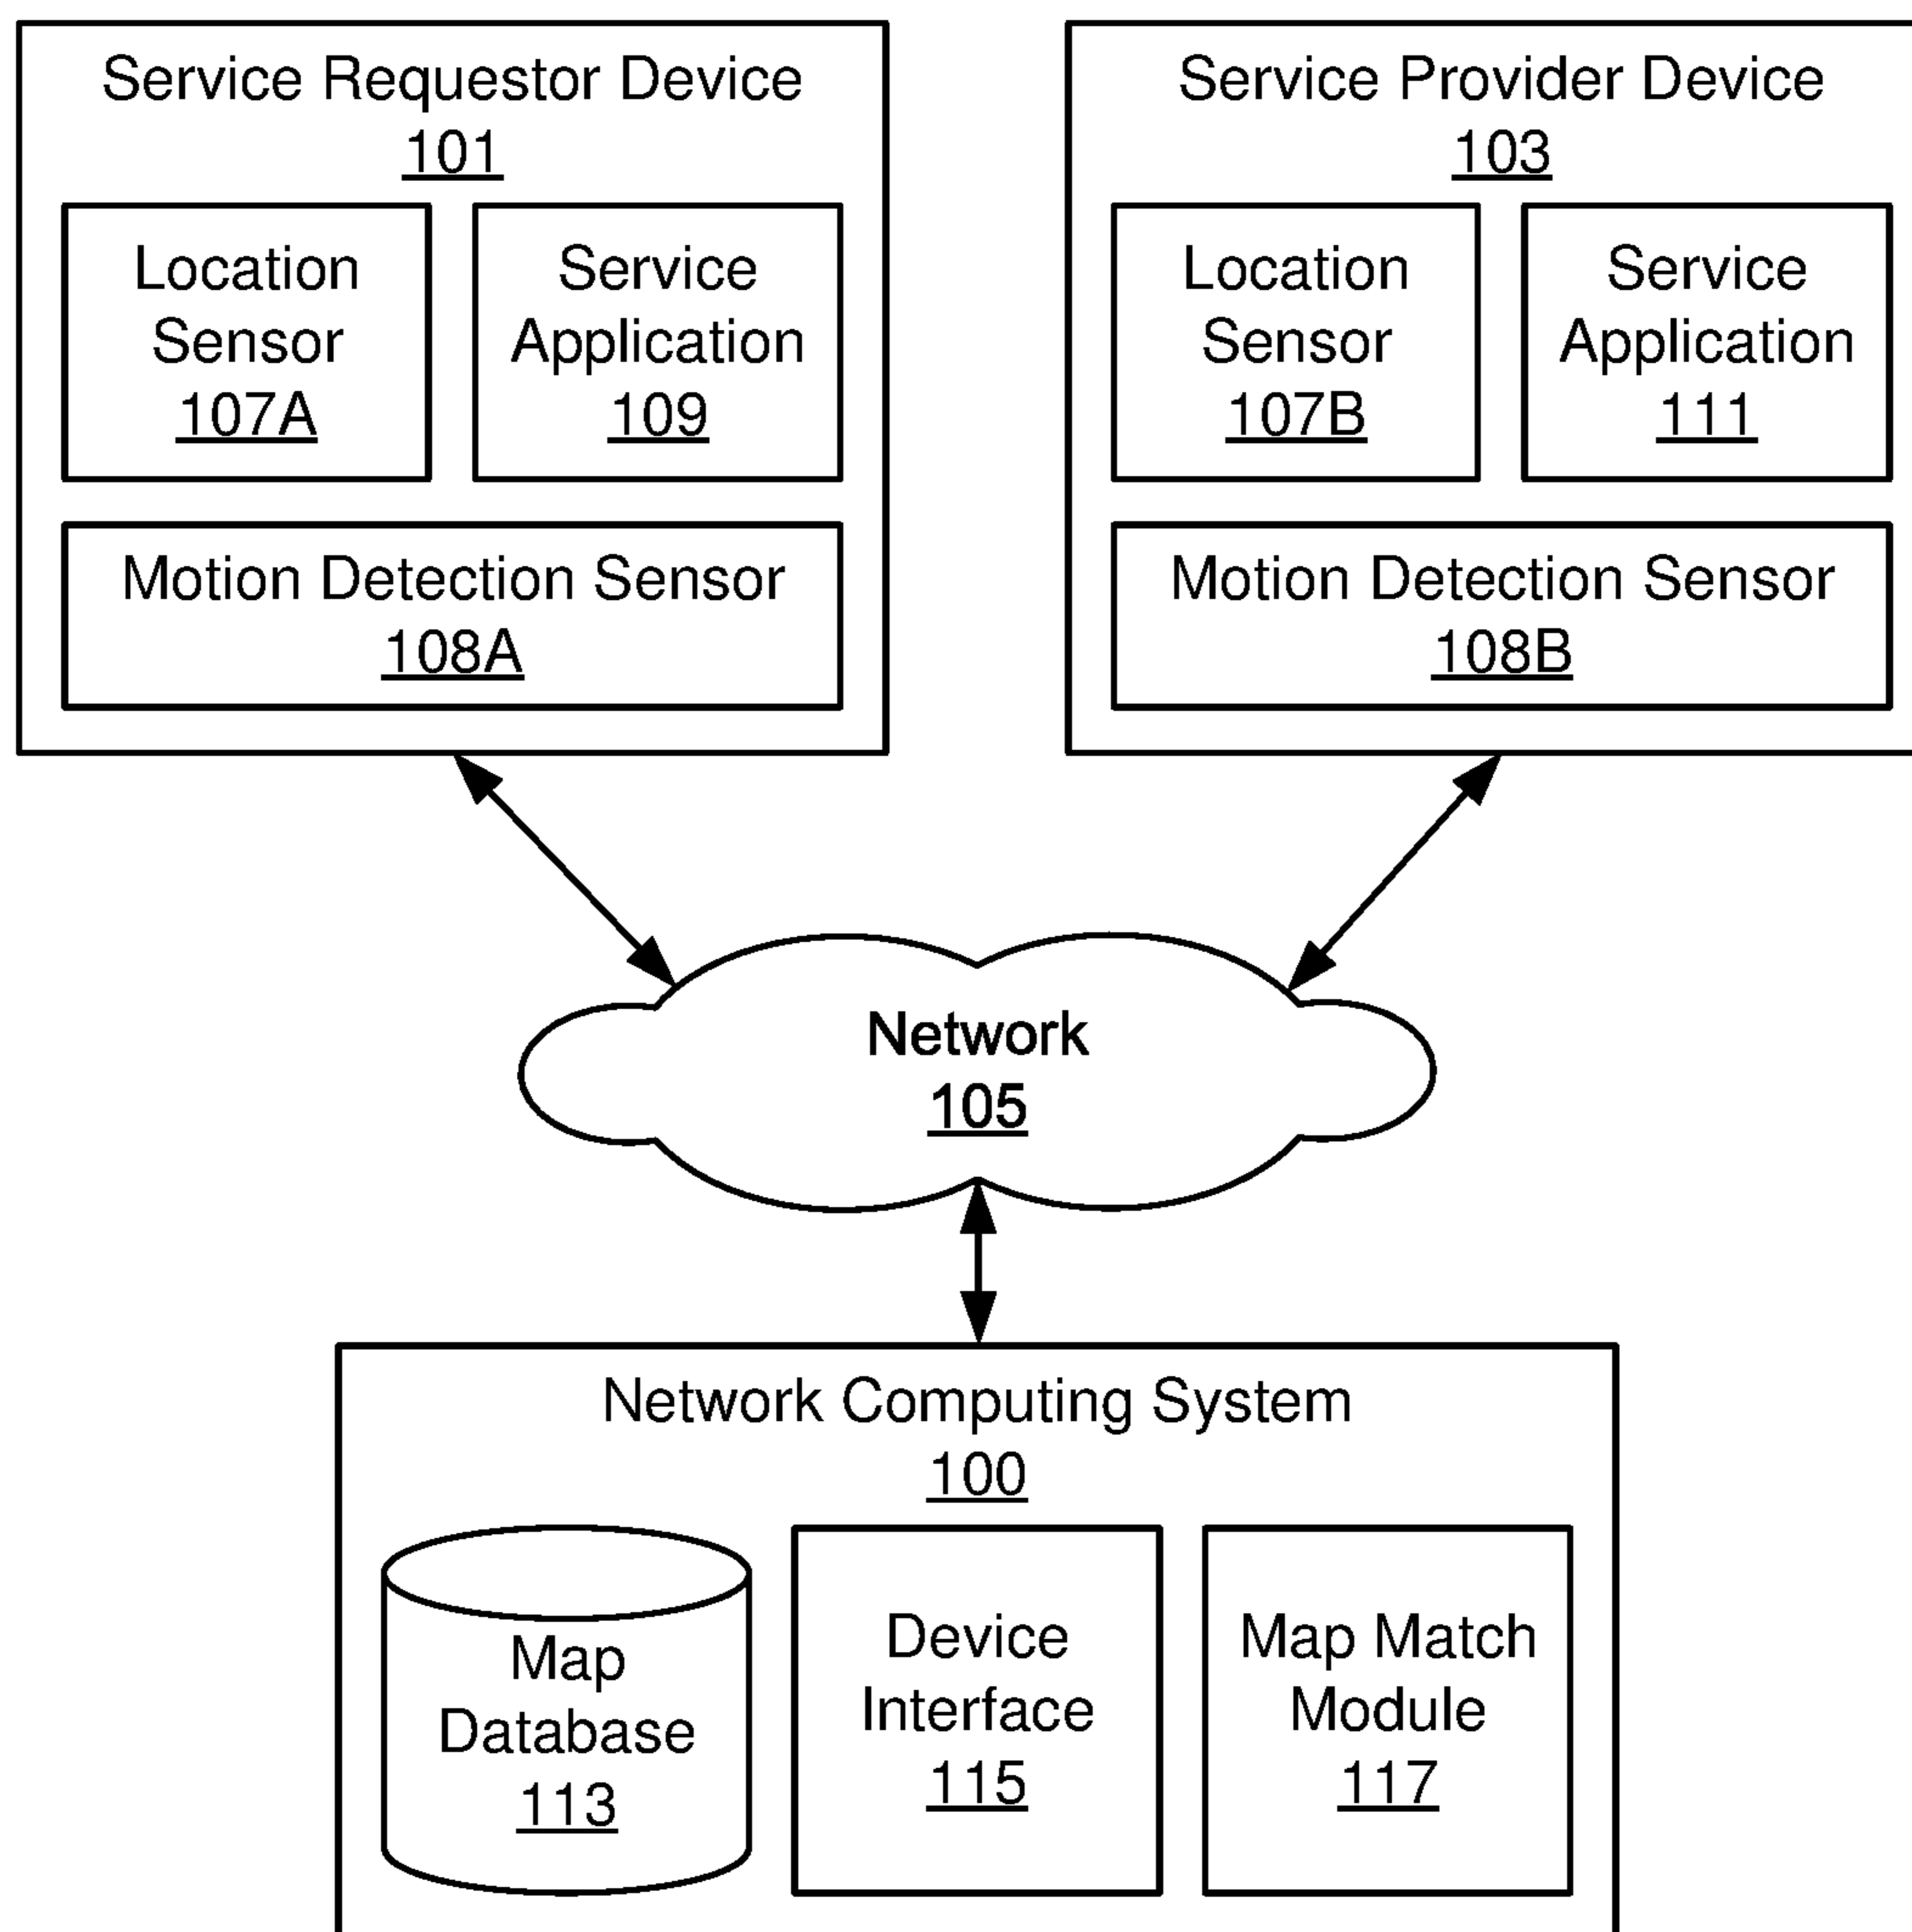 Service Requestor Device
101
Location
Sensor
107A
Service
Application
109
Motion Detection Sensor
108A
Service Provider Device
103
Location
Sensor
107B
Service
Application
111
Motion Detection Sensor
108B
Network
105
Network Computing System
100
Map
Database
113
Device
Interface
115
Map Match
Module
117